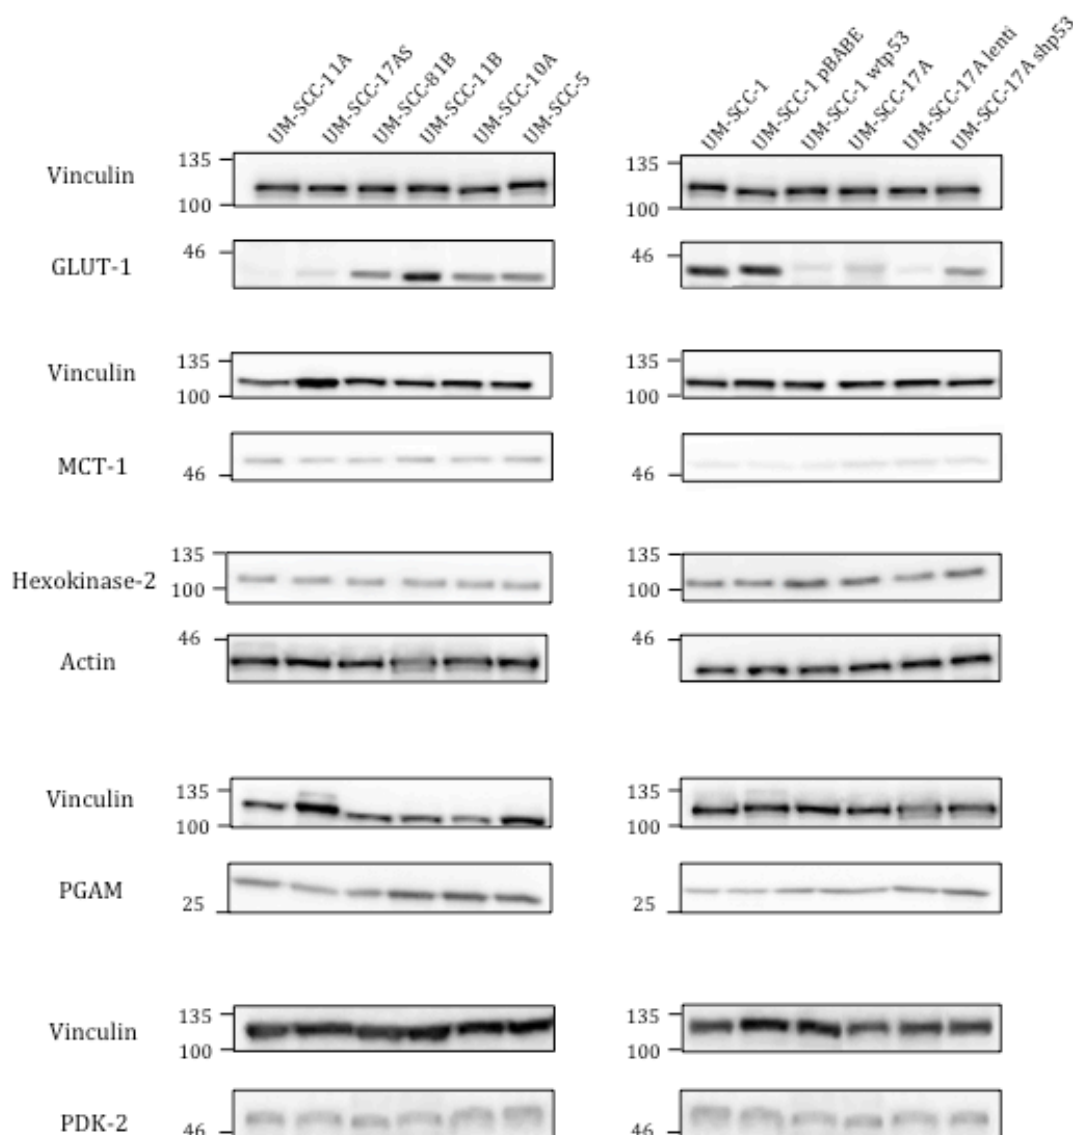 UM-SCC-11A
UM-SCC-17AS
UM-SCC-81B
UM-SCC-11B
UM-SCC-10A
UM-SCC-5
UM-SCC-1
UM-SCC-1 pBABE
UM-SCC-1 wtp53
UM-SCC-17A
UM-SCC-17A lenti
UM-SCC-17A shp53
Vinculin 135 135
100 100
GLUT-1 46 46
Vinculin 135 135
100 100
MCT-1 46 46
Hexokinase-2 135 135
100 100
Actin 46 46
Vinculin 135 135
100 100
PGAM 25 25
Vinculin 135 135
100 100
PDK-2 46 46